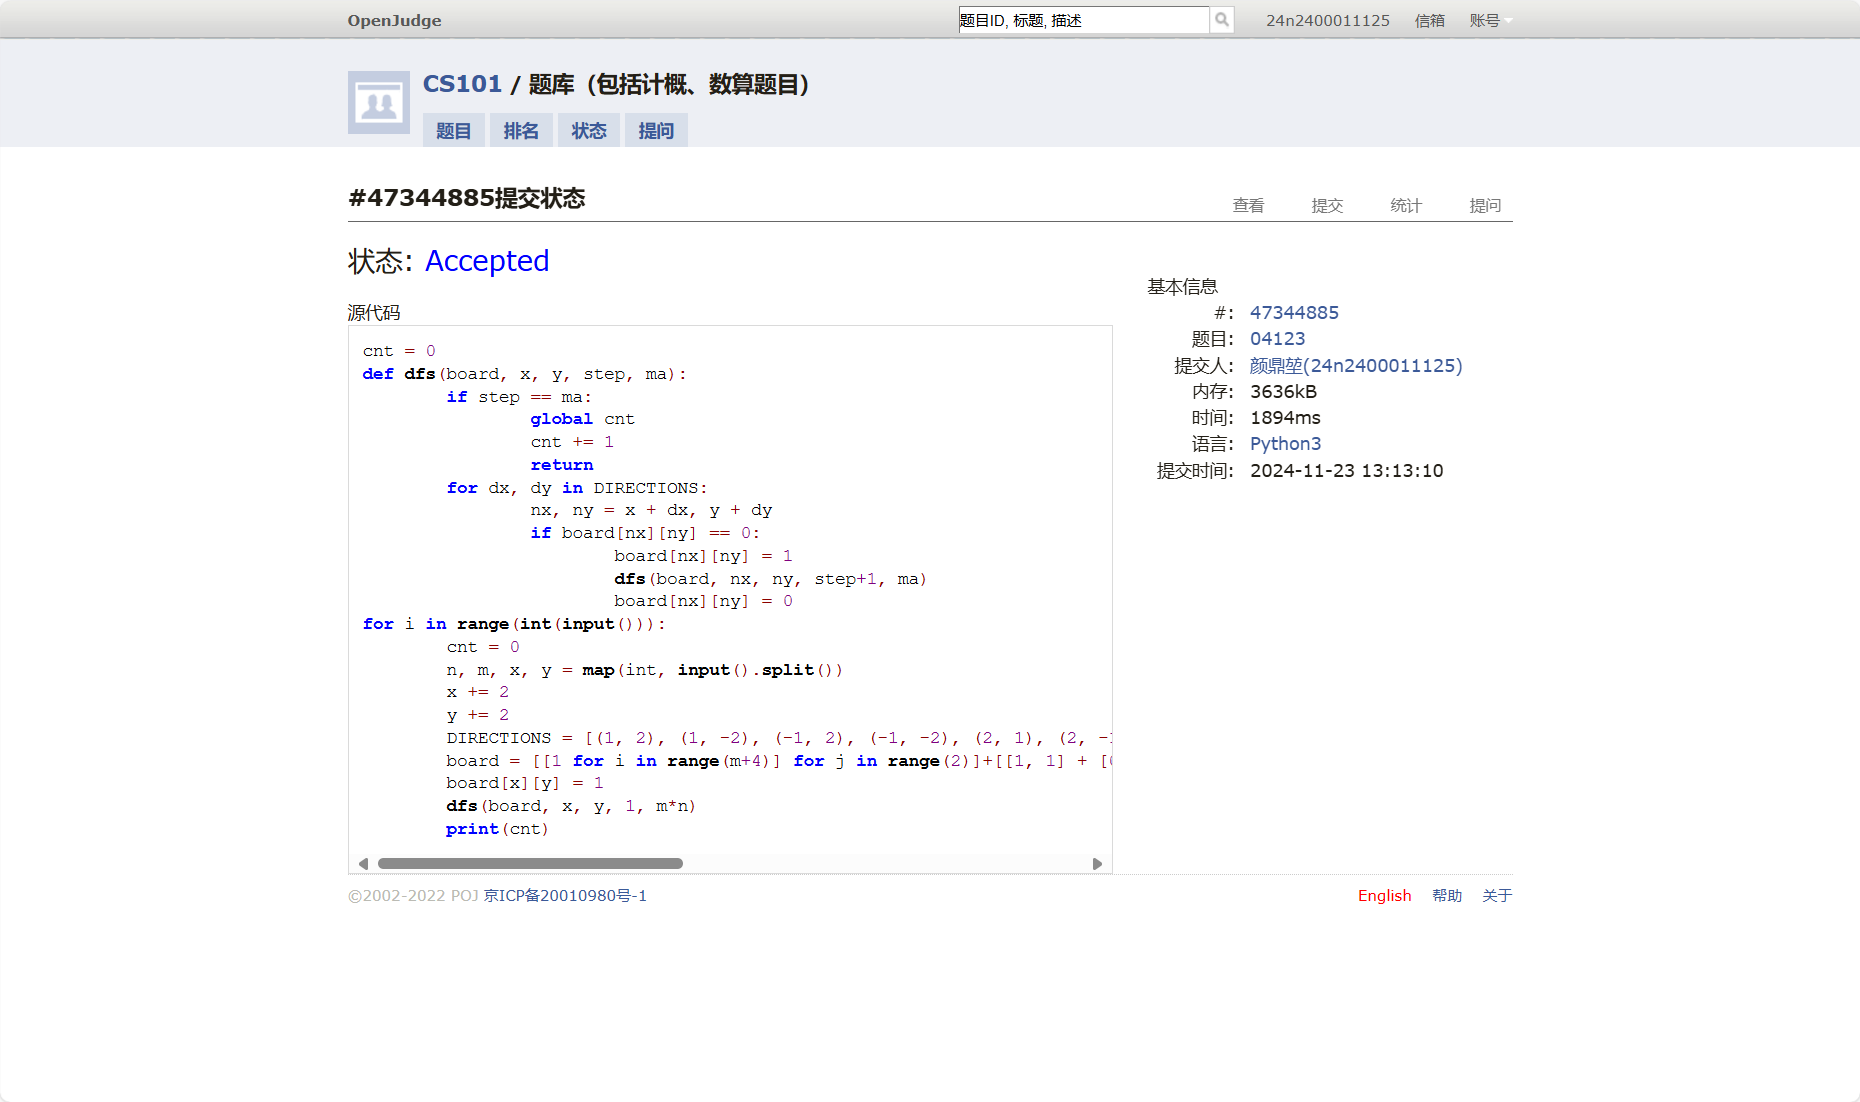 OpenJudge
题目ID, 标题, 描述
24n2400011125 信箱 账号
CS101 / 题库（包括计概、数算题目）
题目 排名 状态 提问
#47344885提交状态
查看 提交 统计 提问
状态: Accepted
源代码
cnt = 0
def dfs(board, x, y, step, ma):
if step == ma:
global cnt
cnt += 1
return
for dx, dy in DIRECTIONS:
nx, ny = x + dx, y + dy
if board[nx][ny] == 0:
board[nx][ny] = 1
dfs(board, nx, ny, step+1, ma)
board[nx][ny] = 0
for i in range(int(input())):
cnt = 0
n, m, x, y = map(int, input().split())
x += 2
y += 2
DIRECTIONS = [(1, 2), (1, -2), (-1, 2), (-1, -2), (2, 1), (2, -
board = [[1 for i in range(m+4)] for j in range(2)]+[[1, 1] + [
board[x][y] = 1
dfs(board, x, y, 1, m*n)
print(cnt)
基本信息
#: 47344885
题目: 04123
提交人: 颜鼎堃(24n2400011125)
内存: 3636kB
时间: 1894ms
语言: Python3
提交时间: 2024-11-23 13:13:10
©2002-2022 POJ 京ICP备20010980号-1
English 帮助 关于